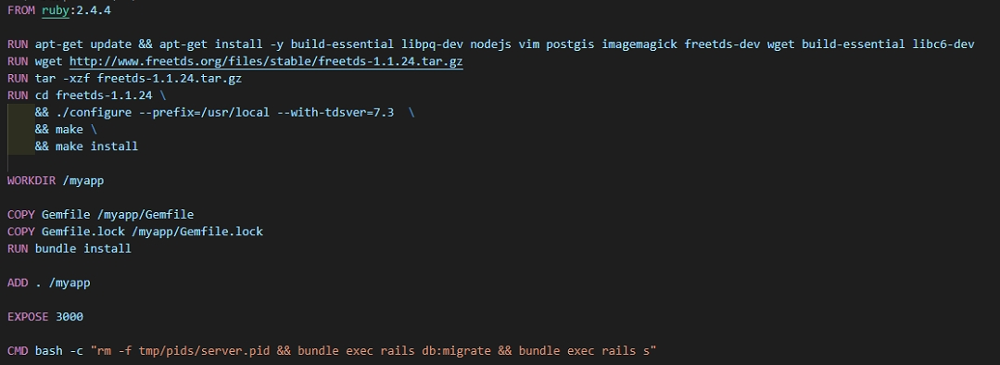 FROM ruby:2.4.4
RUN apt-get update && apt-get install -y build-essential libpq-dev nodejs vim postgis imagemagick freetds-dev wget build-essential libc6-dev
RUN wget http://www.freetds.org/files/stable/freetds-1.1.24.tar.gz
RUN tar -xzf freetds-1.1.24.tar.gz
RUN cd freetds-1.1.24 \
&& ./configure --prefix=/usr/local --with-tdsver=7.3 \
&& make \
&& make install
WORKDIR /myapp
COPY Gemfile /myapp/Gemfile
COPY Gemfile.lock /myapp/Gemfile.lock
RUN bundle install
ADD . /myapp
EXPOSE 3000
CMD bash -c "rm -f tmp/pids/server.pid && bundle exec rails db:migrate && bundle exec rails s"